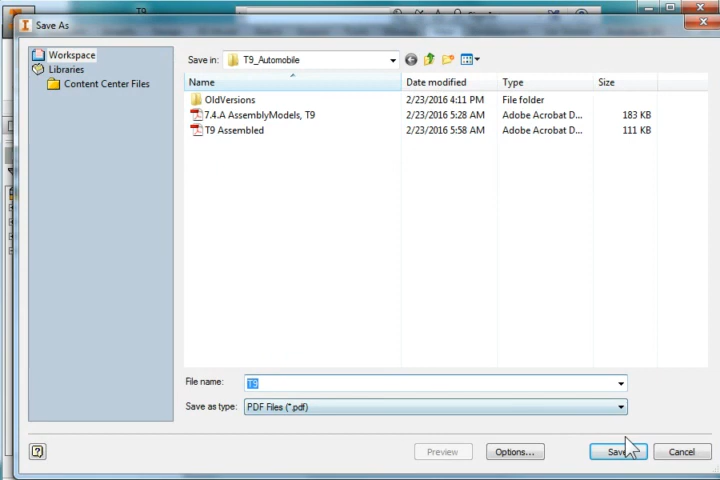 T9
Save As
Workspace
Libraries
Content Center Files
Save in: T9_Automobile
Name Date modified Type Size
OldVersions 2/23/2016 4:11 PM File folder
7.4.A AssemblyModels, T9 2/23/2016 5:28 AM Adobe Acrobat D... 183 KB
T9 Assembled 2/23/2016 5:58 AM Adobe Acrobat D... 111 KB
File name: T9
Save as type: PDF Files (*.pdf)
? Preview Options... Save Cancel